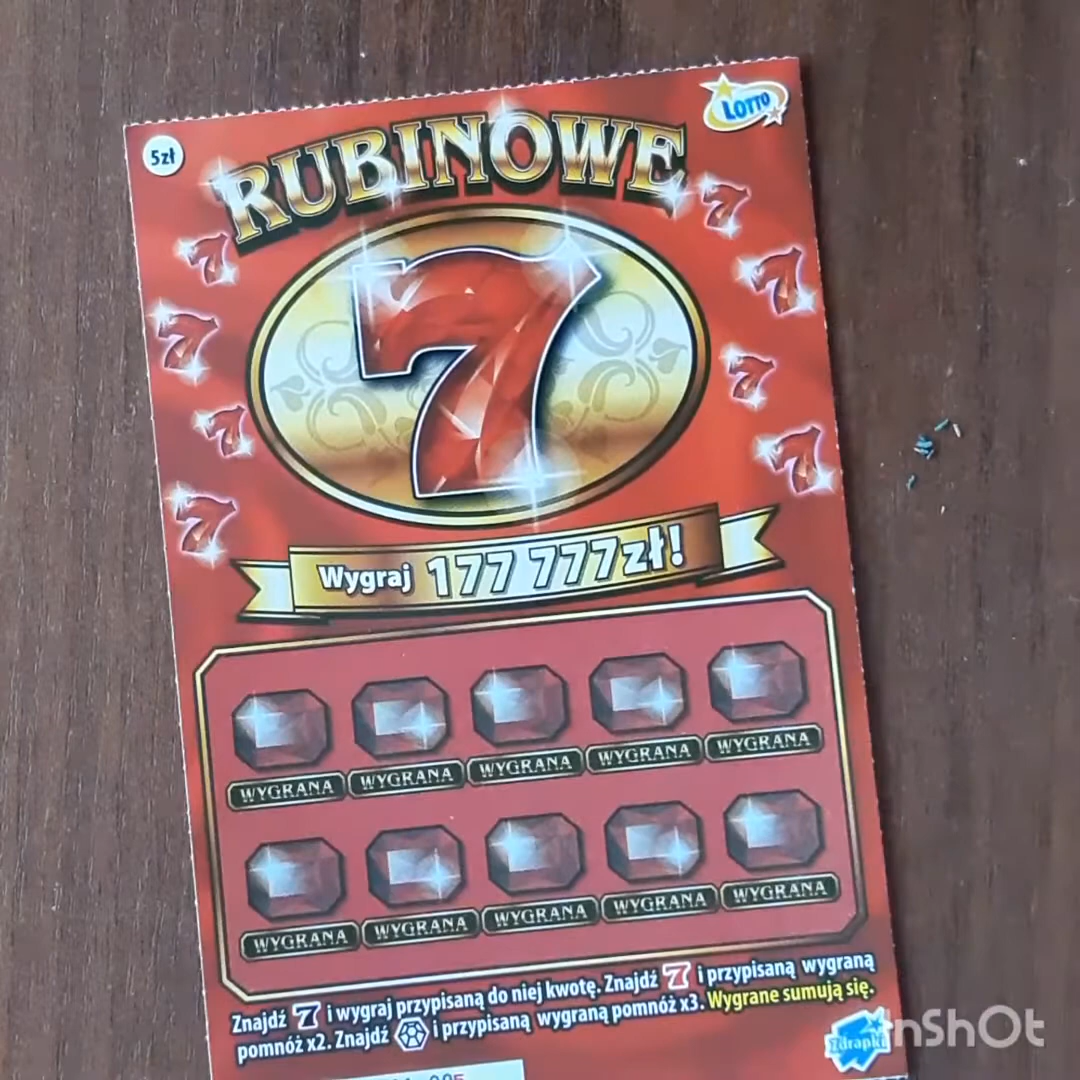 LOTTO
5zł
RUBINOWE
7
Wygraj 177 777zł!
WYGRANA WYGRANA WYGRANA WYGRANA WYGRANA
WYGRANA WYGRANA WYGRANA WYGRANA WYGRANA
Znajdź 7 i wygraj przypisaną do niej kwotę. Znajdź 7 i przypisaną wygraną
pomnóż x2. Znajdź i przypisaną wygraną pomnóż x3. Wygrane sumują się.
Zdrapki
InShOt